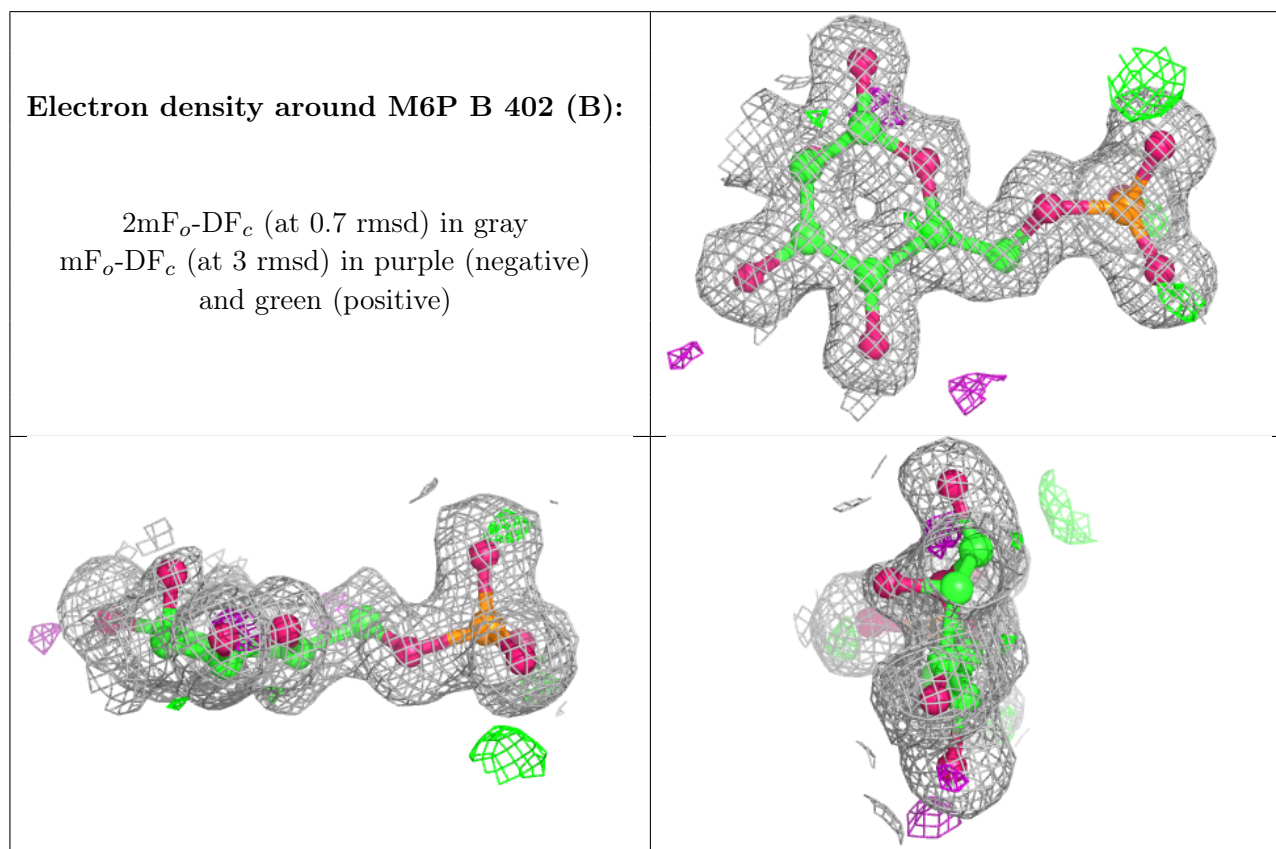 Electron density around M6P B 402 (B):
2mFₒ-DF𝒸 (at 0.7 rmsd) in gray
mFₒ-DF𝒸 (at 3 rmsd) in purple (negative)
and green (positive)